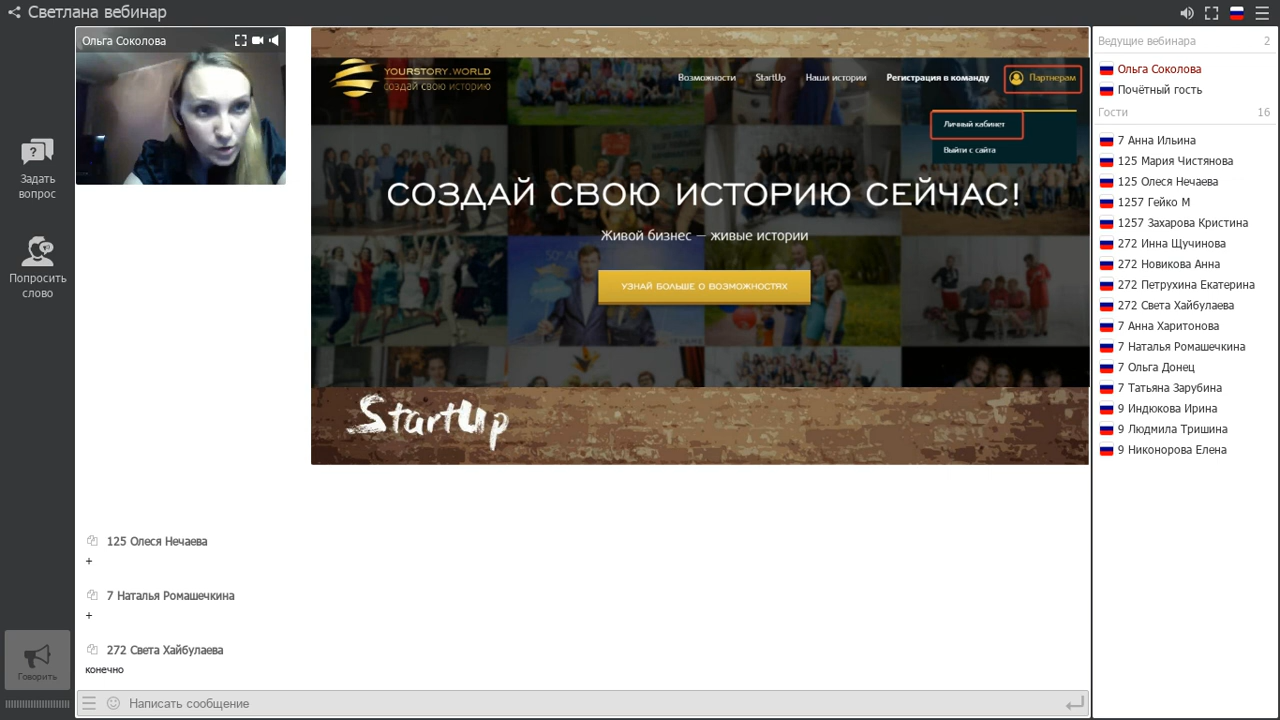 Светлана вебинар
Ольга Соколова
Задать
вопрос
Попросить
слово
Говорить
YOURSTORY.WORLD
СОЗДАЙ СВОЮ ИСТОРИЮ
Возможности
StartUp
Наши истории
Регистрация в команду
Партнерам
Личный кабинет
Выйти с сайта
СОЗДАЙ СВОЮ ИСТОРИЮ СЕЙЧАС!
Живой бизнес — живые истории
УЗНАЙ БОЛЬШЕ О ВОЗМОЖНОСТЯХ
StartUp
125 Олеся Нечаева
+
7 Наталья Ромашечкина
+
272 Света Хайбулаева
конечно
Написать сообщение
Ведущие вебинара 2
Ольга Соколова
Почётный гость
Гости 16
7 Анна Ильина
125 Мария Чистянова
125 Олеся Нечаева
1257 Гейко М
1257 Захарова Кристина
272 Инна Щучинова
272 Новикова Анна
272 Петрухина Екатерина
272 Света Хайбулаева
7 Анна Харитонова
7 Наталья Ромашечкина
7 Ольга Донец
7 Татьяна Зарубина
9 Индюкова Ирина
9 Людмила Тришина
9 Никонорова Елена